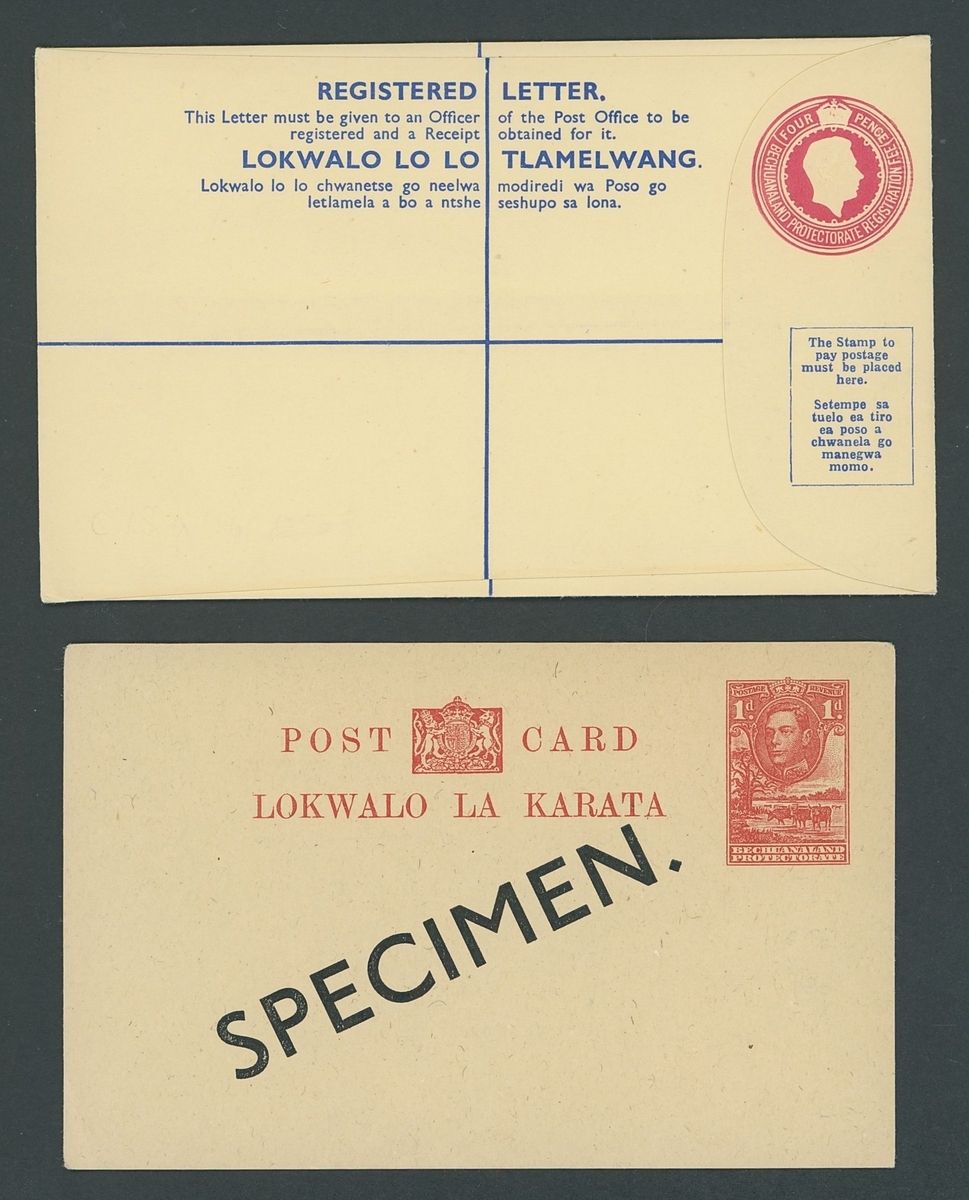 REGISTERED LETTER.
This Letter must be given to an Officer of the Post Office to be
registered and a Receipt obtained for it.
LOKWALO LO LO TLAMELWANG.
Lokwalo lo lo chwanetse go neelwa modiredi wa Poso go
letlamela a bo a ntshe seshupo sa lona.
FOUR PENCE
BECHUANALAND PROTECTORATE REGISTRATION FEE
The Stamp to
pay postage
must be placed
here.
Setempe sa
tuelo ea tiro
ea poso a
chwanela go
manegwa
momo.
POST CARD
LOKWALO LA KARATA
POSTAGE REVENUE
1d. 1d.
BECHUANALAND
PROTECTORATE
SPECIMEN.